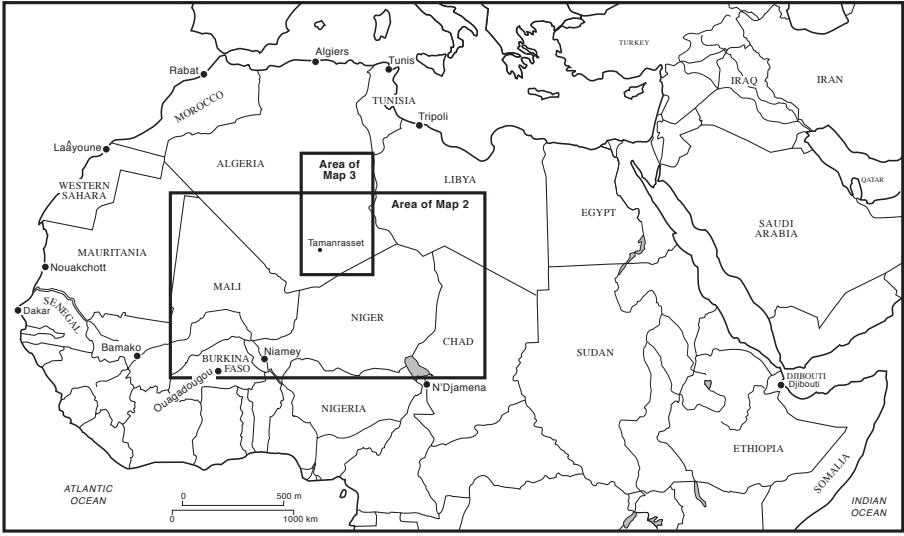 TURKEY
Algiers
Tunis
Rabat
IRAQ
IRAN
MOROCCO
TUNISIA
Tripoli
Laâyoune
ALGERIA
Area of
Map 3
LIBYA
QATAR
WESTERN
SAHARA
Area of Map 2
EGYPT
SAUDI
ARABIA
Tamanrasset
MAURITANIA
Nouakchott
MALI
SENEGAL
Dakar
NIGER
CHAD
SUDAN
Bamako
Niamey
BURKINA
FASO
Ouagadougou
N'Djamena
DJIBOUTI
Djibouti
NIGERIA
ETHIOPIA
SOMALIA
ATLANTIC
OCEAN
0 500 m
0 1000 km
INDIAN
OCEAN